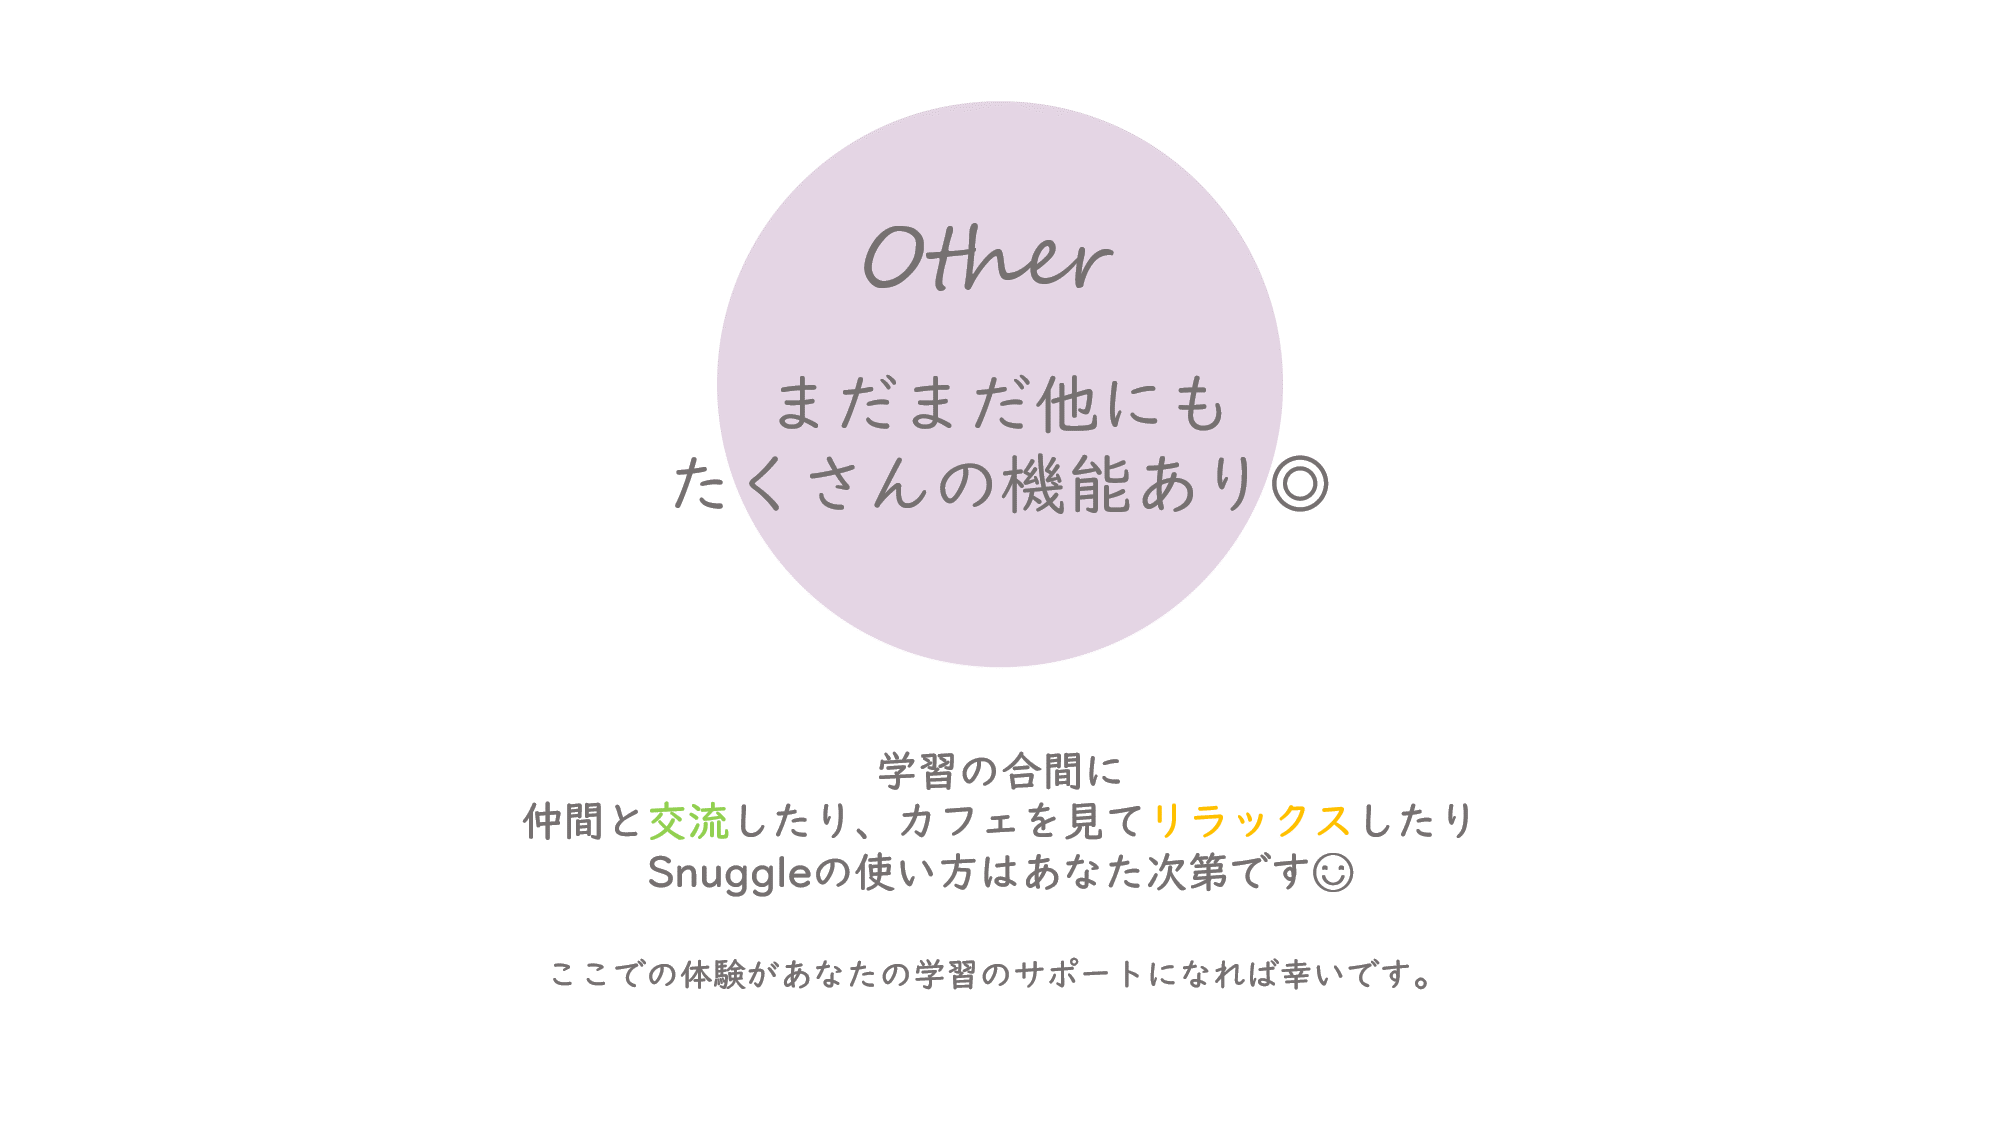 Other
まだまだ他にも
たくさんの機能あり◎
学習の合間に
仲間と交流したり、カフェを見てリラックスしたり
Snuggleの使い方はあなた次第です☺
ここでの体験があなたの学習のサポートになれば幸いです。